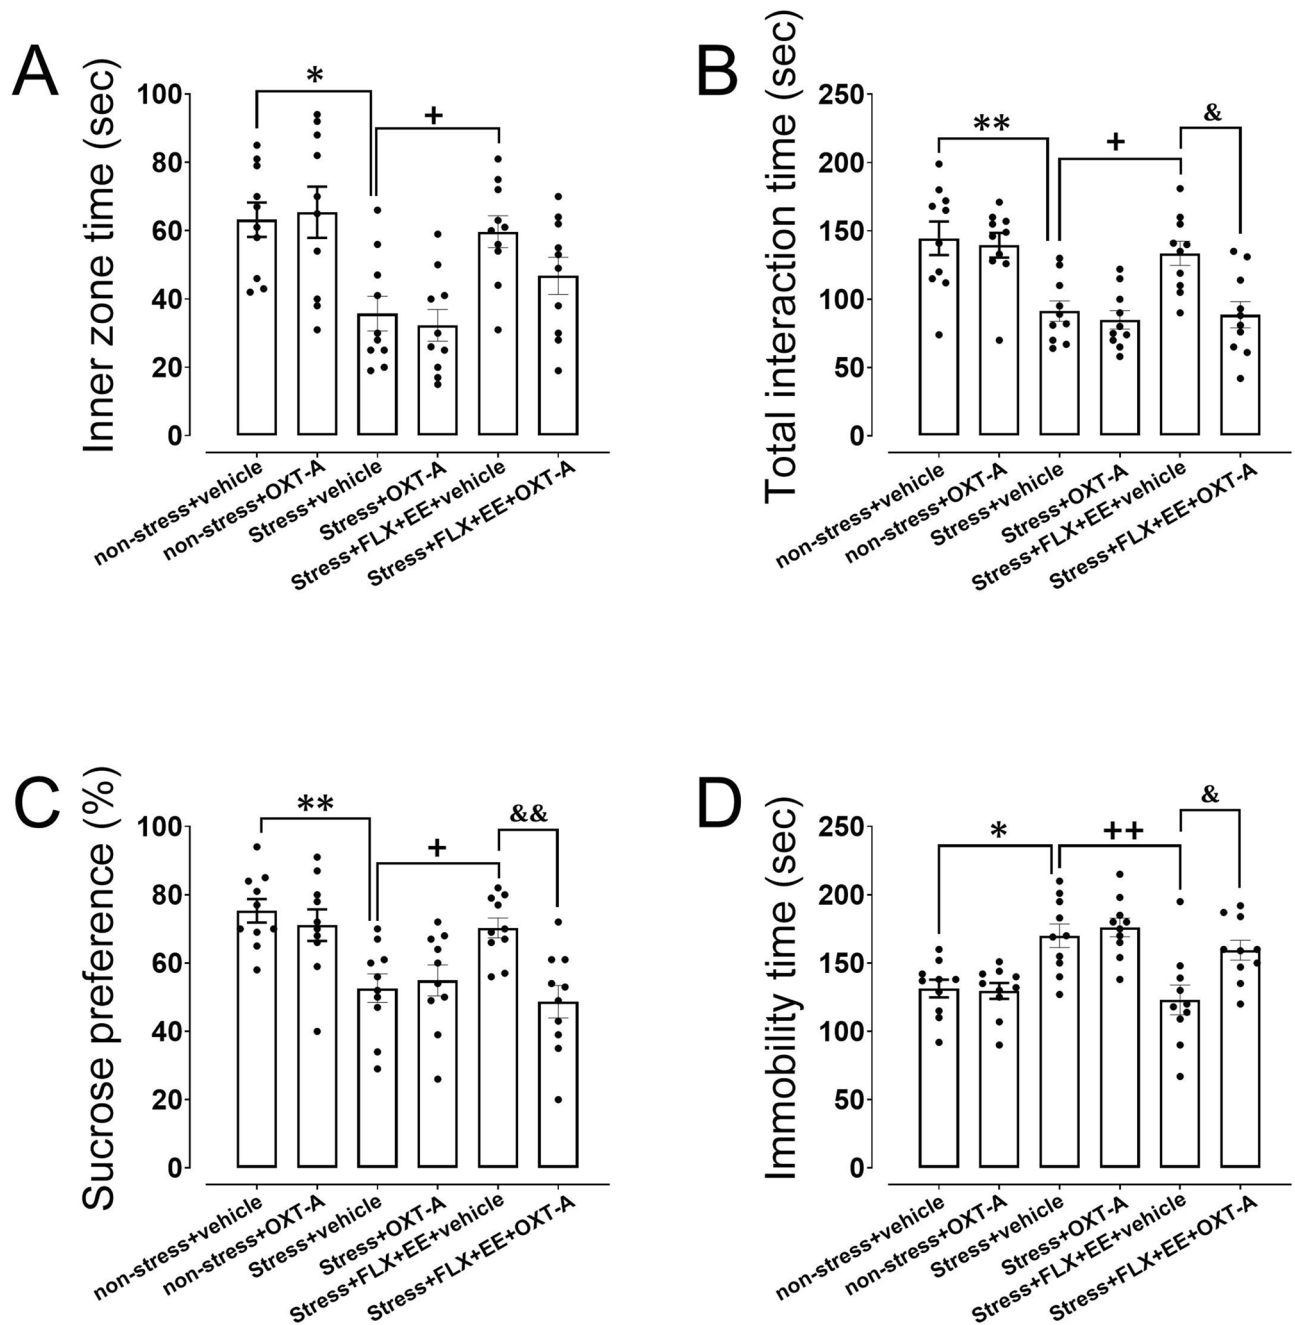 A
Inner zone time (sec)
100
80
60
40
20
0
*
+
non-stress+vehicle
non-stress+OXT-A
Stress+vehicle
Stress+OXT-A
Stress+FLX+EE+vehicle
Stress+FLX+EE+OXT-A
B
Total interaction time (sec)
250
200
150
100
50
0
**
+
&
non-stress+vehicle
non-stress+OXT-A
Stress+vehicle
Stress+OXT-A
Stress+FLX+EE+vehicle
Stress+FLX+EE+OXT-A
C
Sucrose preference (%)
100
80
60
40
20
0
**
+
&&
non-stress+vehicle
non-stress+OXT-A
Stress+vehicle
Stress+OXT-A
Stress+FLX+EE+vehicle
Stress+FLX+EE+OXT-A
D
Immobility time (sec)
250
200
150
100
50
0
*
++
&
non-stress+vehicle
non-stress+OXT-A
Stress+vehicle
Stress+OXT-A
Stress+FLX+EE+vehicle
Stress+FLX+EE+OXT-A